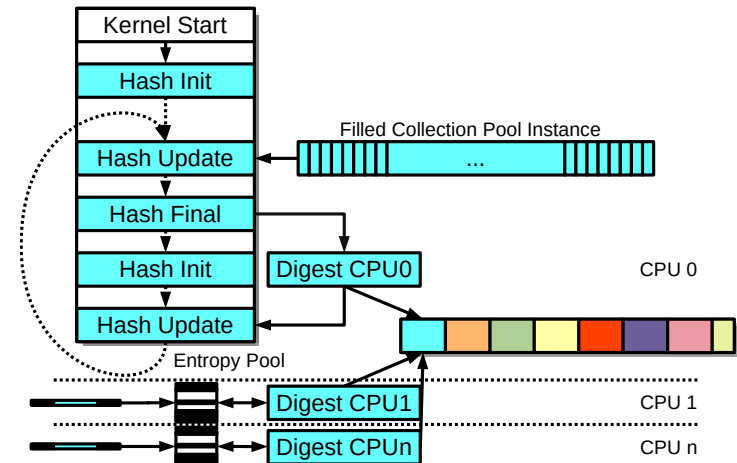 Kernel Start
Hash Init
Filled Collection Pool Instance
Hash Update
...
Hash Final
Hash Init
Digest CPU0
CPU 0
Hash Update
Entropy Pool
Digest CPU1
CPU 1
Digest CPUn
CPU n